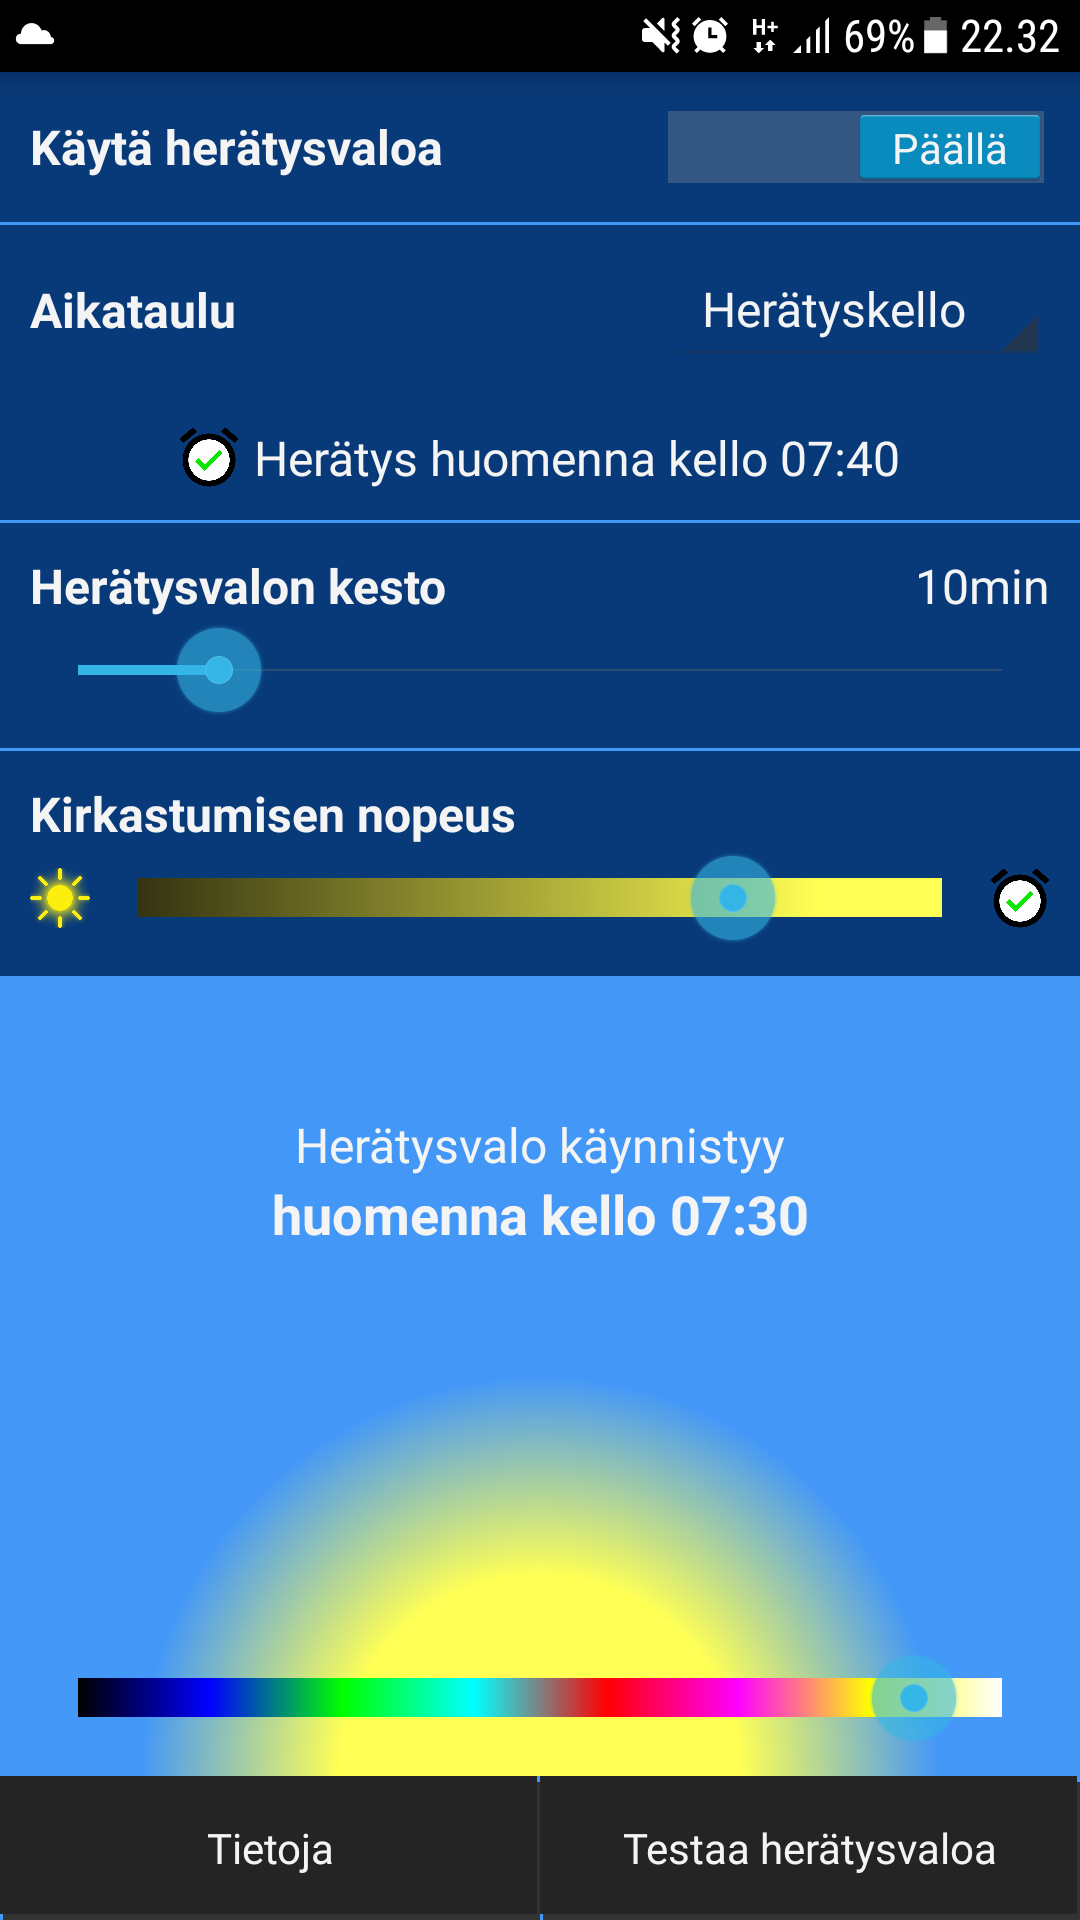 H+ 69% 22.32
Käytä herätysvaloa Päällä
Aikataulu Herätyskello
Herätys huomenna kello 07:40
Herätysvalon kesto 10min
Kirkastumisen nopeus
Herätysvalo käynnistyy
huomenna kello 07:30
Tietoja Testaa herätysvaloa